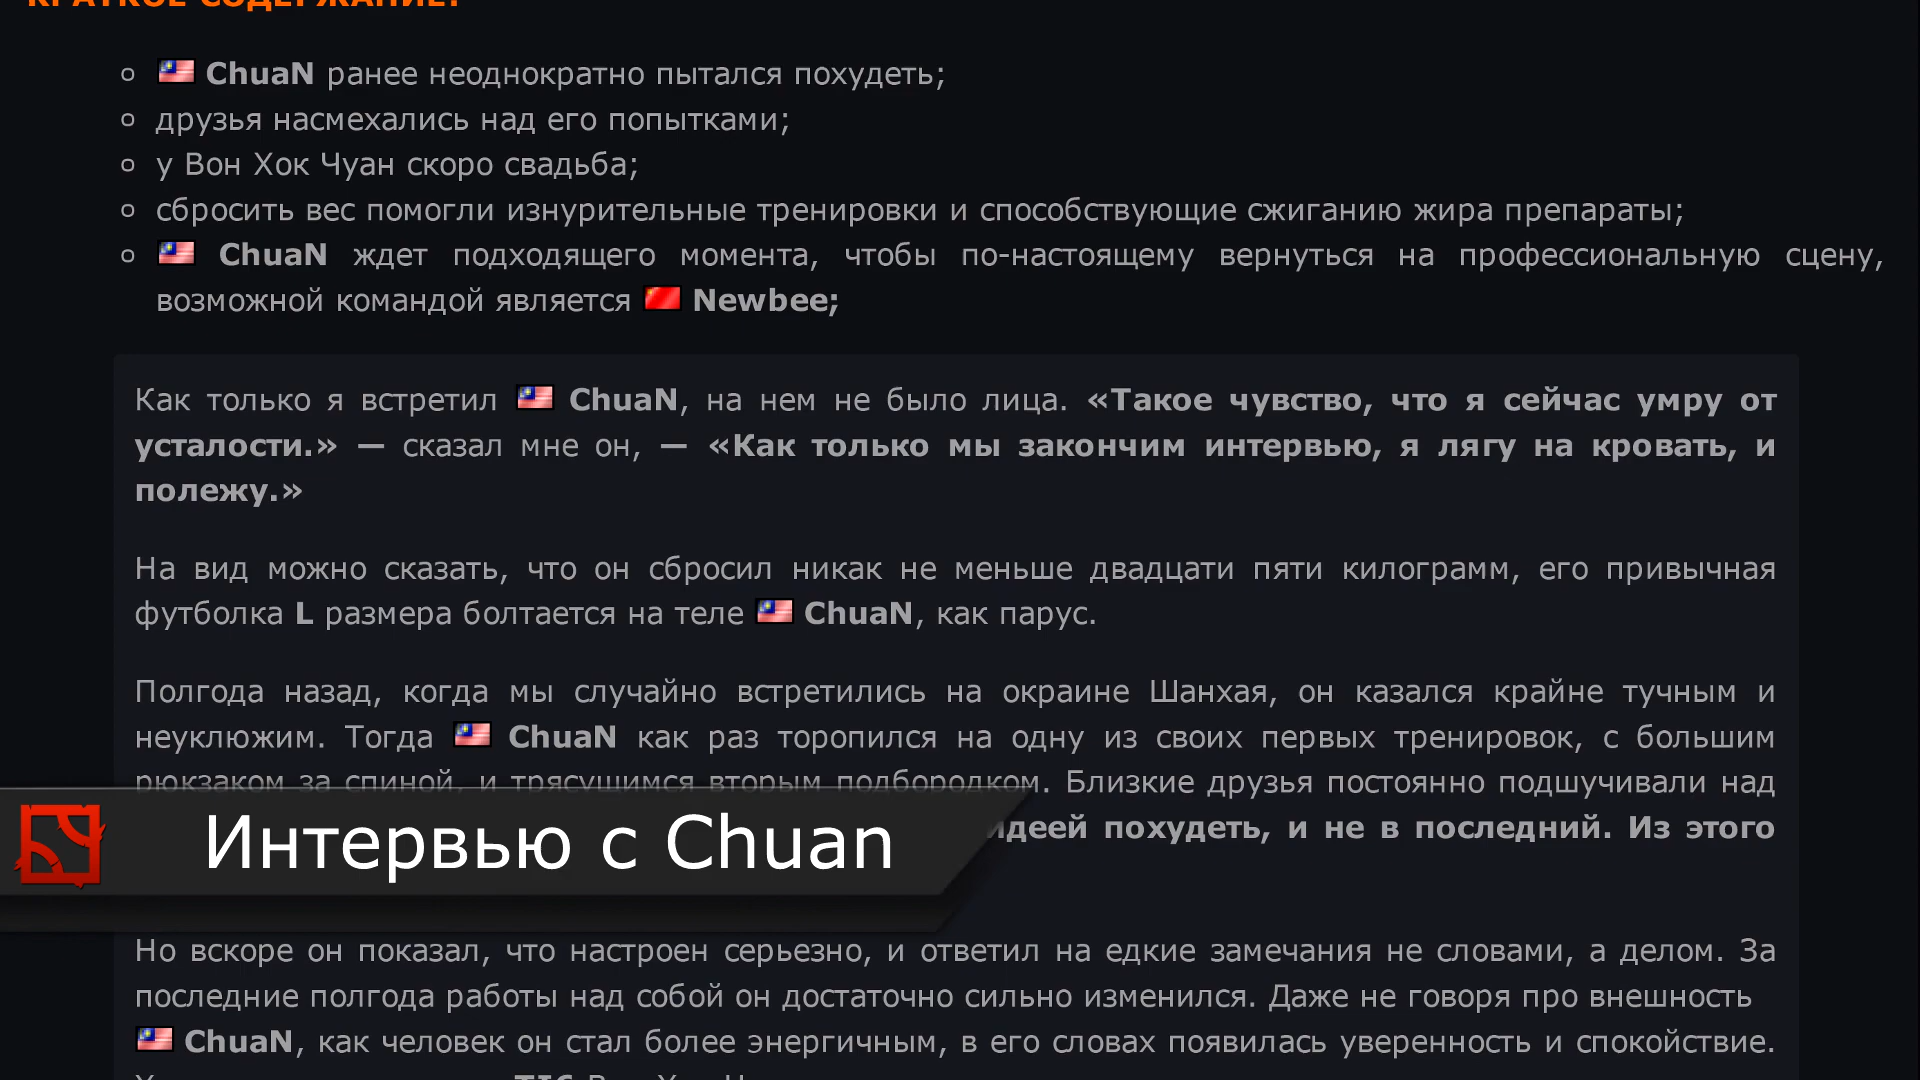 КРАТКОЕ СОДЕРЖАНИЕ:
ChuaN ранее неоднократно пытался похудеть;
друзья насмехались над его попытками;
у Вон Хок Чуан скоро свадьба;
сбросить вес помогли изнурительные тренировки и способствующие сжиганию жира препараты;
ChuaN ждет подходящего момента, чтобы по-настоящему вернуться на профессиональную сцену,
возможной командой является Newbee;
Как только я встретил ChuaN, на нем не было лица. «Такое чувство, что я сейчас умру от
усталости.» — сказал мне он, — «Как только мы закончим интервью, я лягу на кровать, и
полежу.»
На вид можно сказать, что он сбросил никак не меньше двадцати пяти килограмм, его привычная
футболка L размера болтается на теле ChuaN, как парус.
Полгода назад, когда мы случайно встретились на окраине Шанхая, он казался крайне тучным и
неуклюжим. Тогда ChuaN как раз торопился на одну из своих первых тренировок, с большим
рюкзаком за спиной, и трясущимся вторым подбородком. Близкие друзья постоянно подшучивали над
идеей похудеть, и не в последний. Из этого
Интервью с Chuan
Но вскоре он показал, что настроен серьезно, и ответил на едкие замечания не словами, а делом. За
последние полгода работы над собой он достаточно сильно изменился. Даже не говоря про внешность
ChuaN, как человек он стал более энергичным, в его словах появилась уверенность и спокойствие.